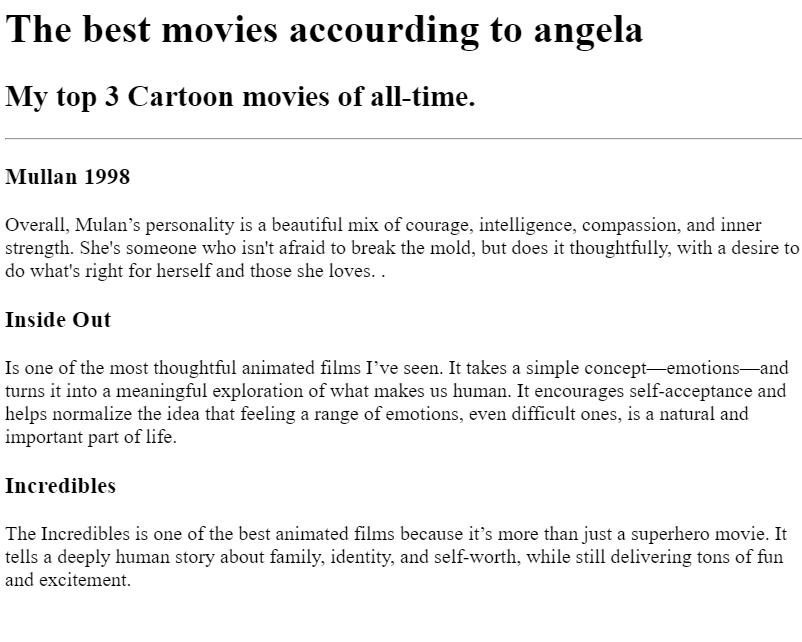 The best movies accourding to angela
My top 3 Cartoon movies of all-time.
Mullan 1998
Overall, Mulan’s personality is a beautiful mix of courage, intelligence, compassion, and inner
strength. She's someone who isn't afraid to break the mold, but does it thoughtfully, with a desire to
do what's right for herself and those she loves. .
Inside Out
Is one of the most thoughtful animated films I’ve seen. It takes a simple concept—emotions—and
turns it into a meaningful exploration of what makes us human. It encourages self-acceptance and
helps normalize the idea that feeling a range of emotions, even difficult ones, is a natural and
important part of life.
Incredibles
The Incredibles is one of the best animated films because it’s more than just a superhero movie. It
tells a deeply human story about family, identity, and self-worth, while still delivering tons of fun
and excitement.